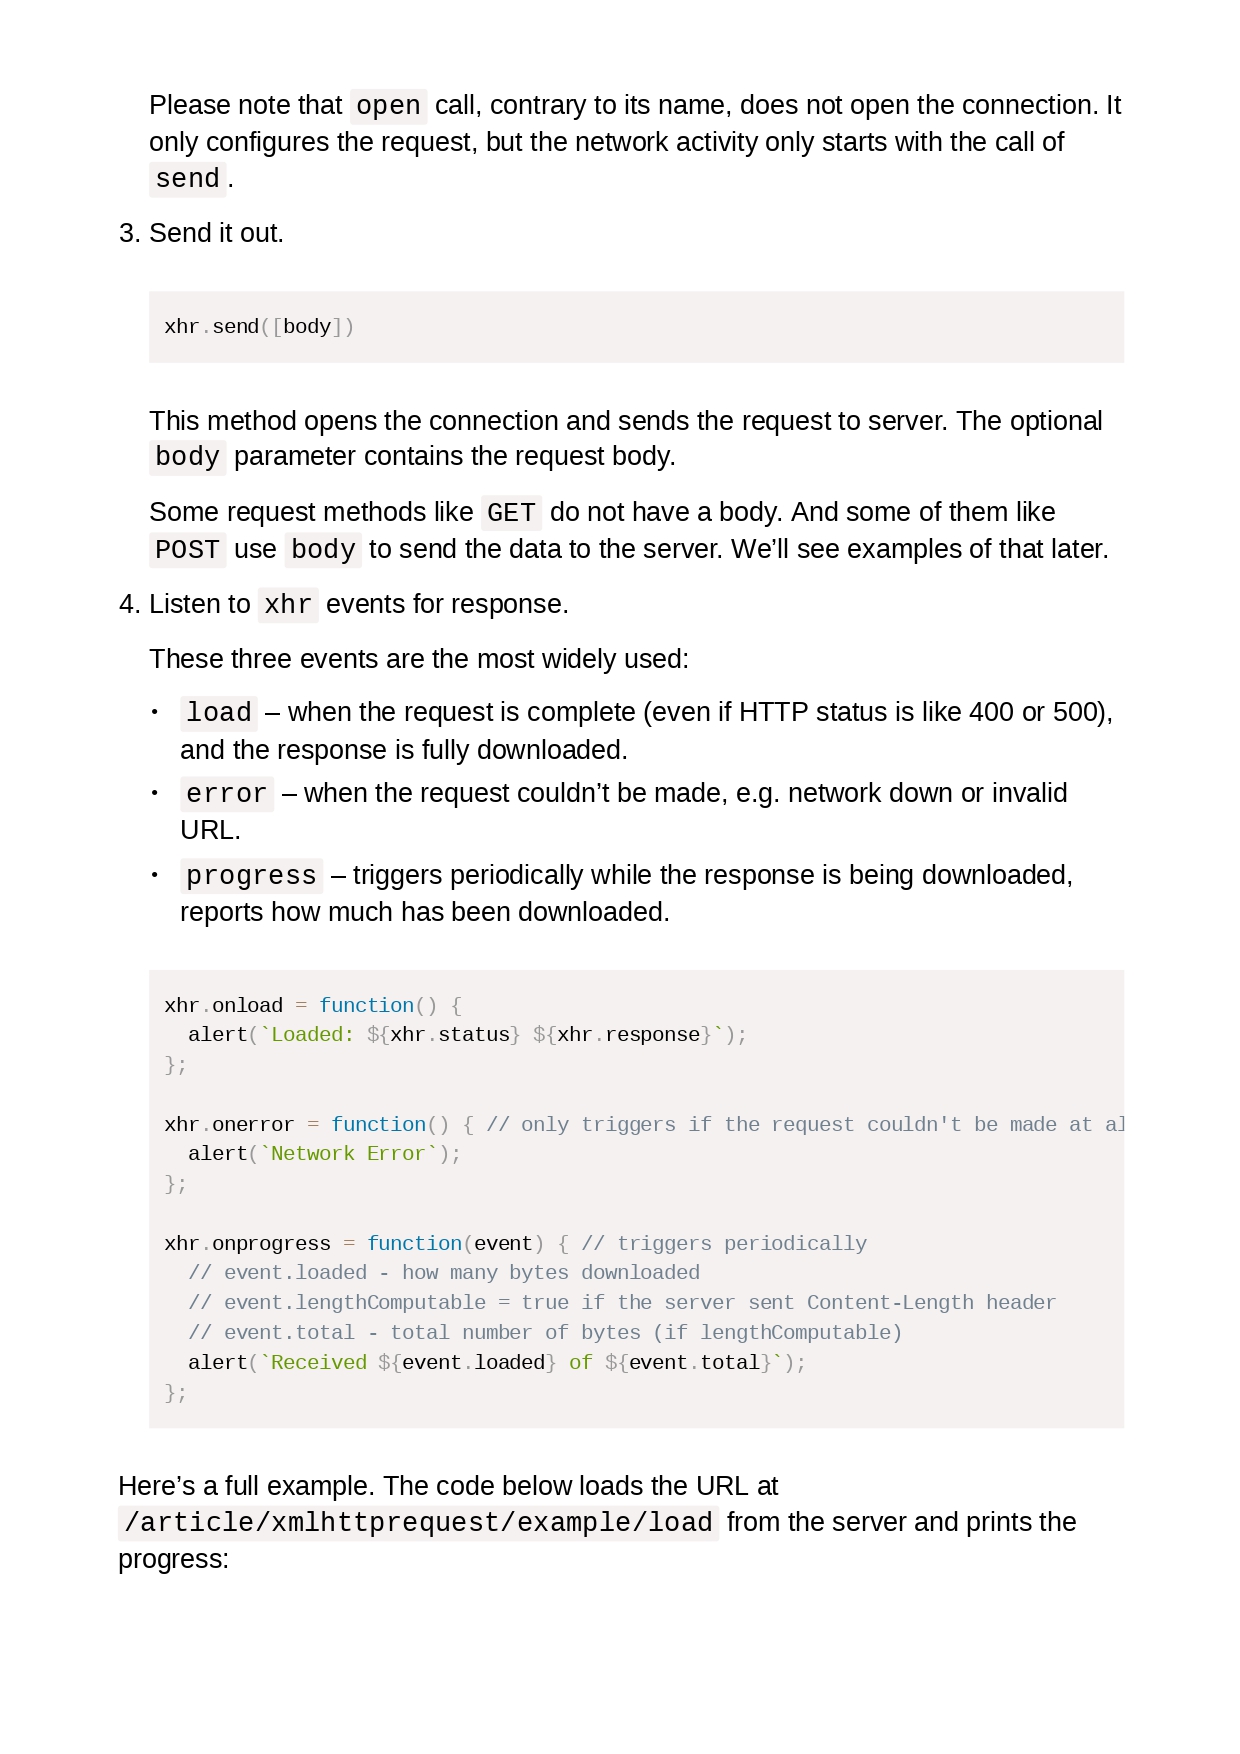 Please note that open call, contrary to its name, does not open the connection. It
only configures the request, but the network activity only starts with the call of
send .
3. Send it out.
xhr.send([body])
This method opens the connection and sends the request to server. The optional
body parameter contains the request body.
Some request methods like GET do not have a body. And some of them like
POST use body to send the data to the server. We’ll see examples of that later.
4. Listen to xhr events for response.
These three events are the most widely used:
• load – when the request is complete (even if HTTP status is like 400 or 500),
and the response is fully downloaded.
• error – when the request couldn’t be made, e.g. network down or invalid
URL.
• progress – triggers periodically while the response is being downloaded,
reports how much has been downloaded.
xhr.onload = function() {
  alert(`Loaded: ${xhr.status} ${xhr.response}`);
};
xhr.onerror = function() { // only triggers if the request couldn't be made at al
  alert(`Network Error`);
};
xhr.onprogress = function(event) { // triggers periodically
  // event.loaded - how many bytes downloaded
  // event.lengthComputable = true if the server sent Content-Length header
  // event.total - total number of bytes (if lengthComputable)
  alert(`Received ${event.loaded} of ${event.total}`);
};
Here’s a full example. The code below loads the URL at
/article/xmlhttprequest/example/load from the server and prints the
progress: